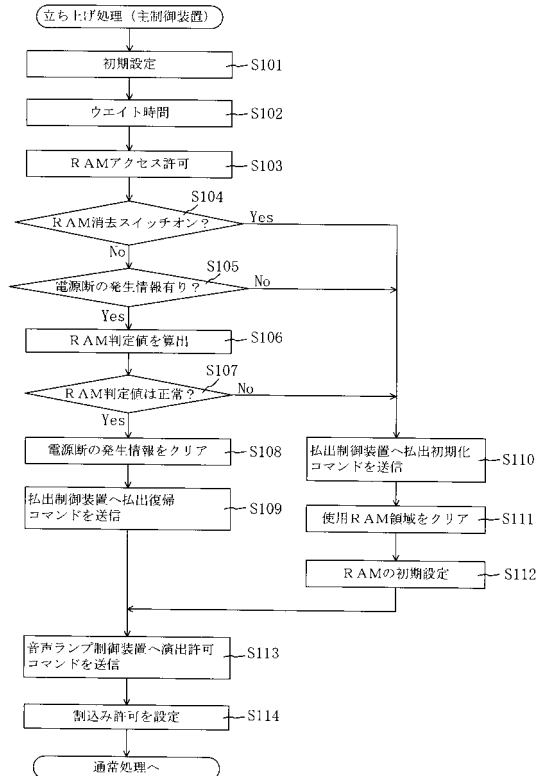 立ち上げ処理（主制御装置）
初期設定
S101
ウエイト時間
S102
RAMアクセス許可
S103
S104
RAM消去スイッチオン？
Yes
No
S105
電源断の発生情報有り？
No
Yes
RAM判定値を算出
S106
S107
RAM判定値は正常？
No
Yes
電源断の発生情報をクリア
S108
払出制御装置へ払出初期化
コマンドを送信
S110
払出制御装置へ払出復帰
コマンドを送信
S109
使用RAM領域をクリア
S111
RAMの初期設定
S112
音声ランプ制御装置へ演出許可
コマンドを送信
S113
割込み許可を設定
S114
通常処理へ